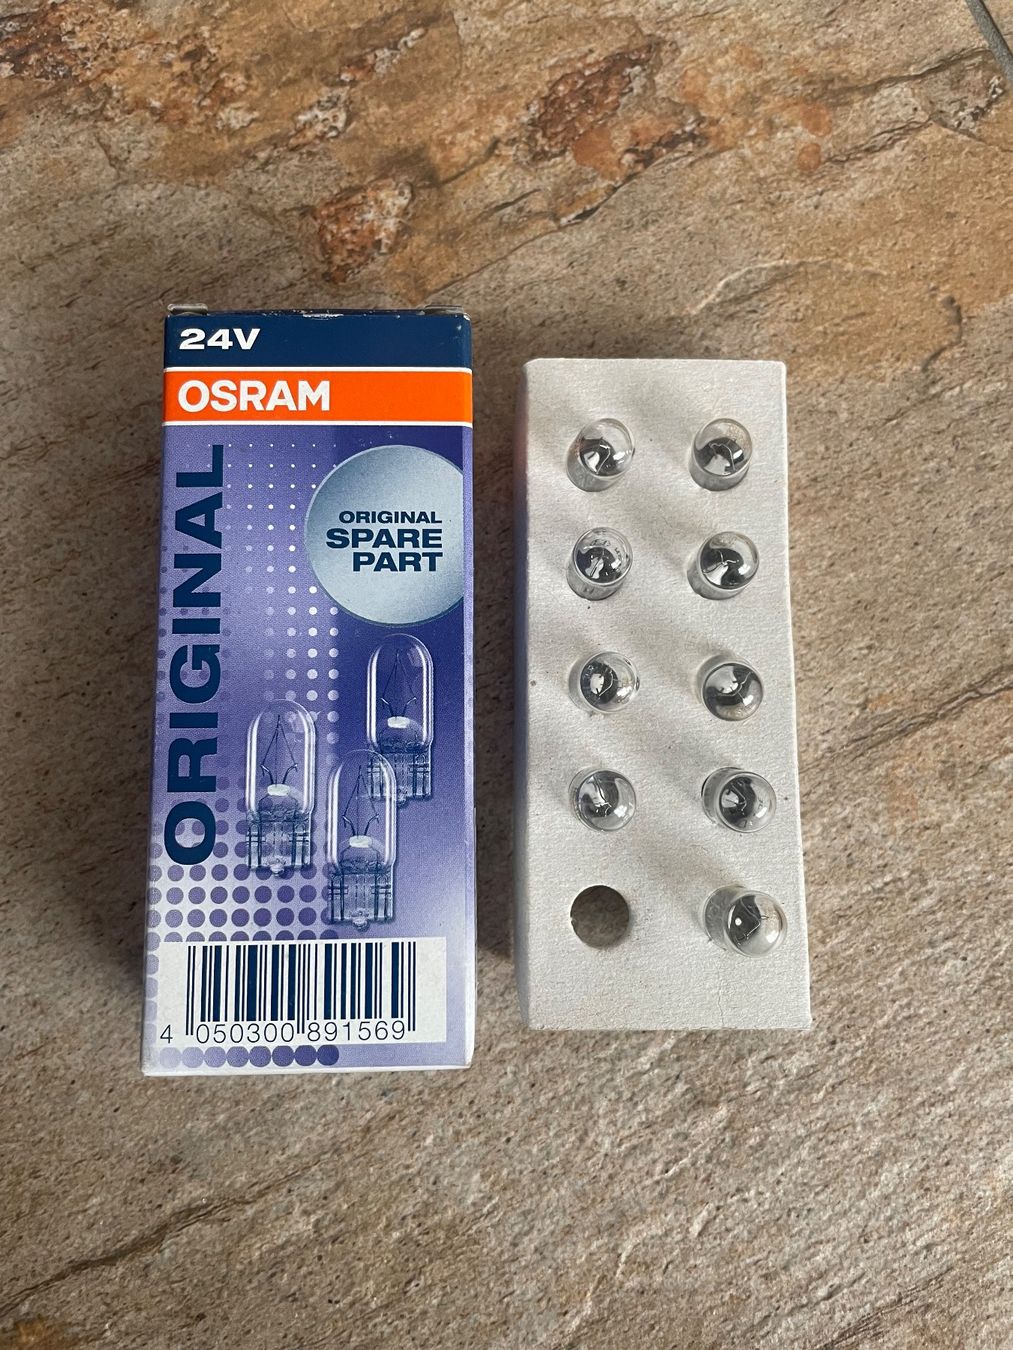 24V
OSRAM
ORIGINAL
ORIGINAL
SPARE
PART
4 050300 891569